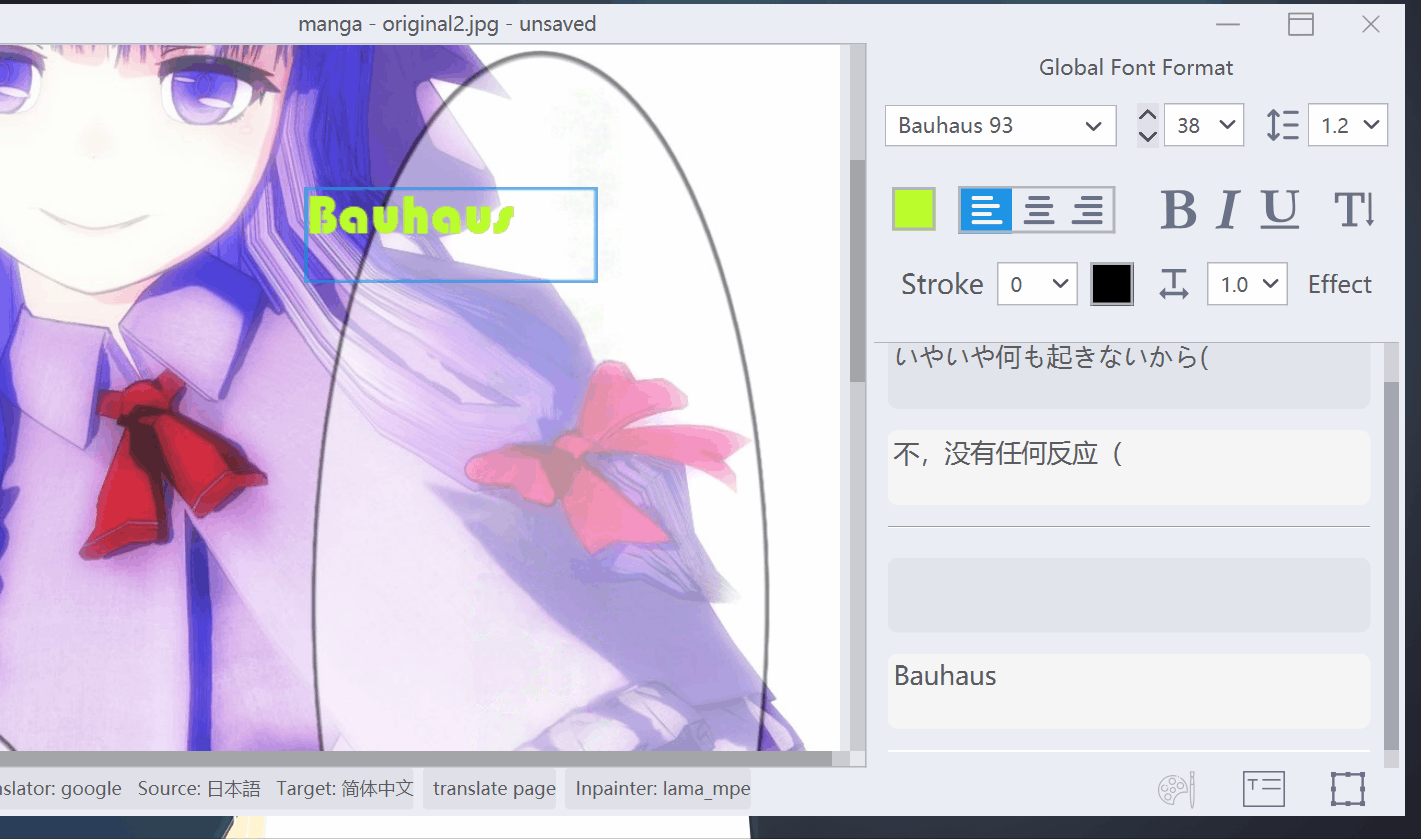 manga - original2.jpg - unsaved
Global Font Format
Bauhaus 93
38
1.2
B I U T
Stroke 0 1.0 Effect
Bauhaus
いやいや何も起きないから(
不，没有任何反应（
Bauhaus
Source: 日本語 Target: 简体中文 translate page Inpainter: lama_mpe
google